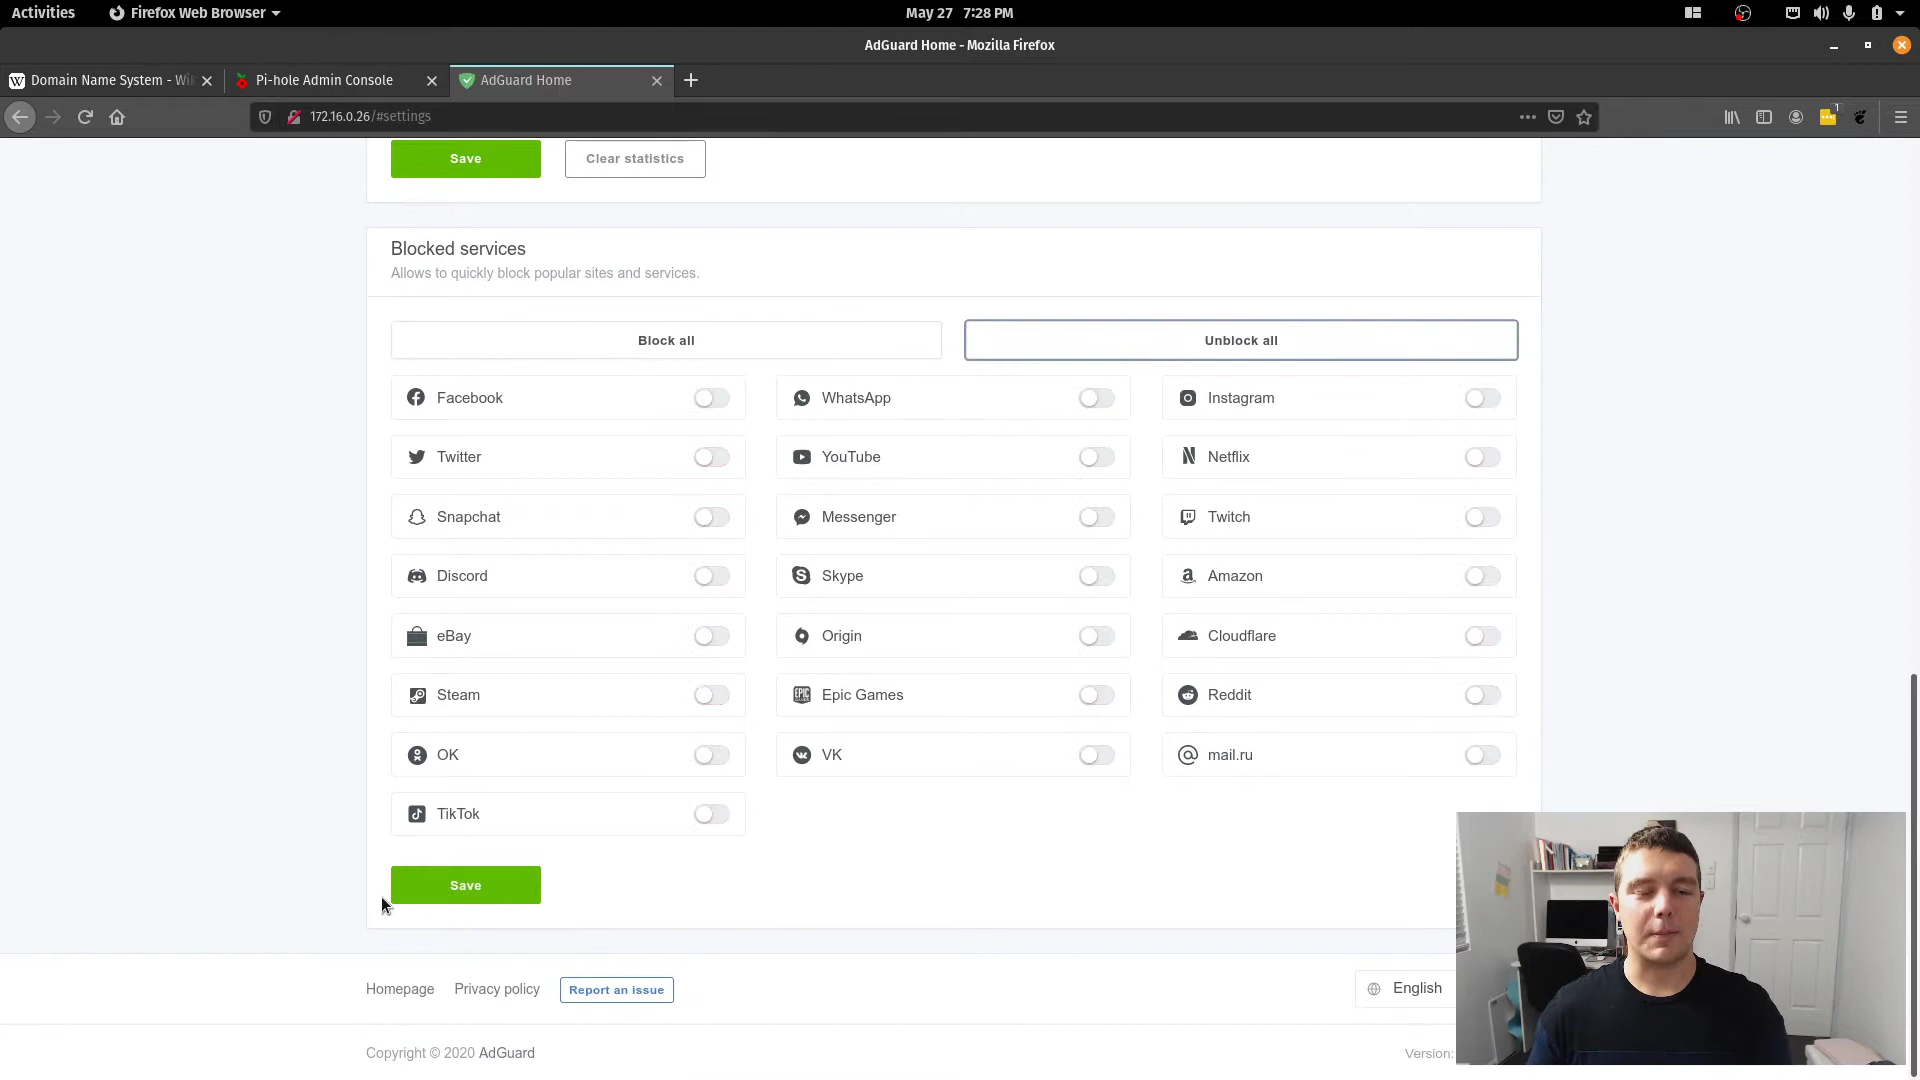 Activities Firefox Web Browser May 27 7:28 PM
AdGuard Home - Mozilla Firefox
Domain Name System - Wi Pi-hole Admin Console AdGuard Home
172.16.0.26/#settings 1
Save Clear statistics
Blocked services
Allows to quickly block popular sites and services.
Block all Unblock all
Facebook WhatsApp Instagram
Twitter YouTube Netflix
Snapchat Messenger Twitch
Discord Skype Amazon
eBay Origin Cloudflare
Steam Epic Games Reddit
OK VK mail.ru
TikTok
Save
Homepage Privacy policy Report an issue English
Copyright © 2020 AdGuard Version: